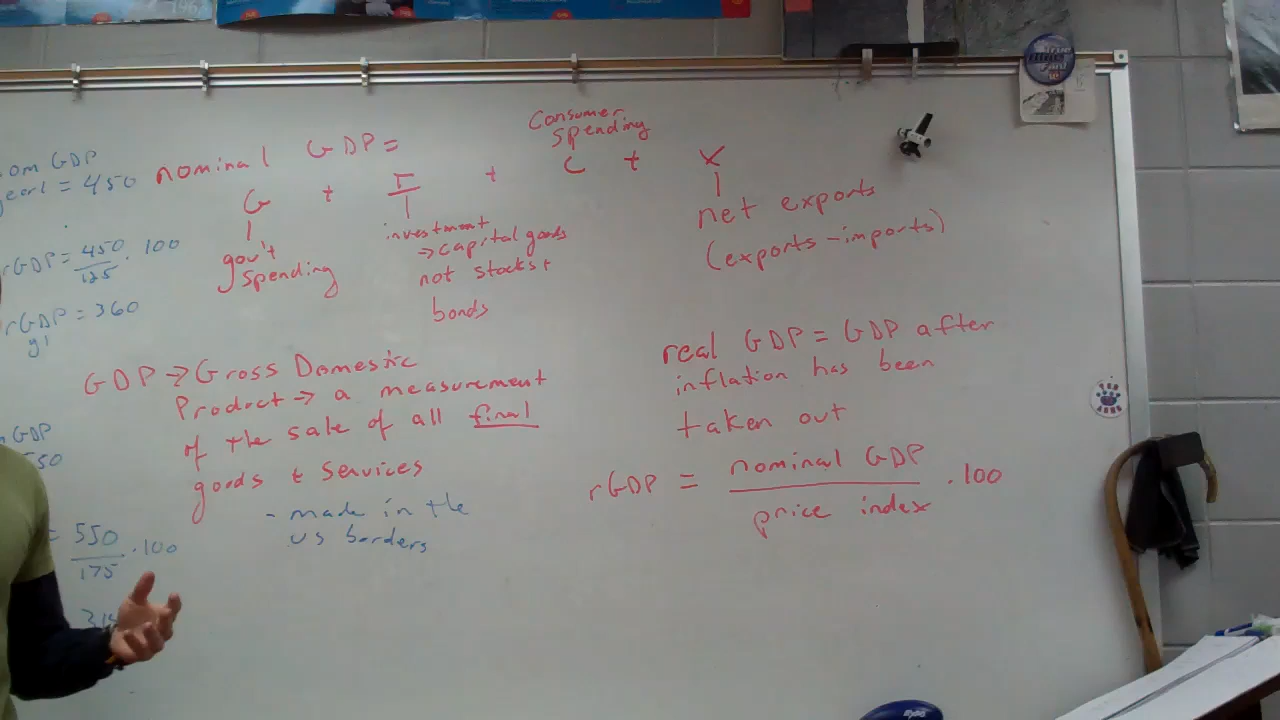 om GDP
year1 = 450
rGDP = 450/125 · 100
rGDP = 360
y1
GDP
550
= 550/175 · 100
nominal GDP =
Consumer
spending
G + I + C + X
gov't
spending
investment
→ capital goods
not stocks +
bonds
net exports
(exports - imports)
GDP → Gross Domestic
Product → a measurement
of the sale of all final
goods + services
- made in the
US borders
real GDP = GDP after
inflation has been
taken out
rGDP = nominal GDP/price index · 100